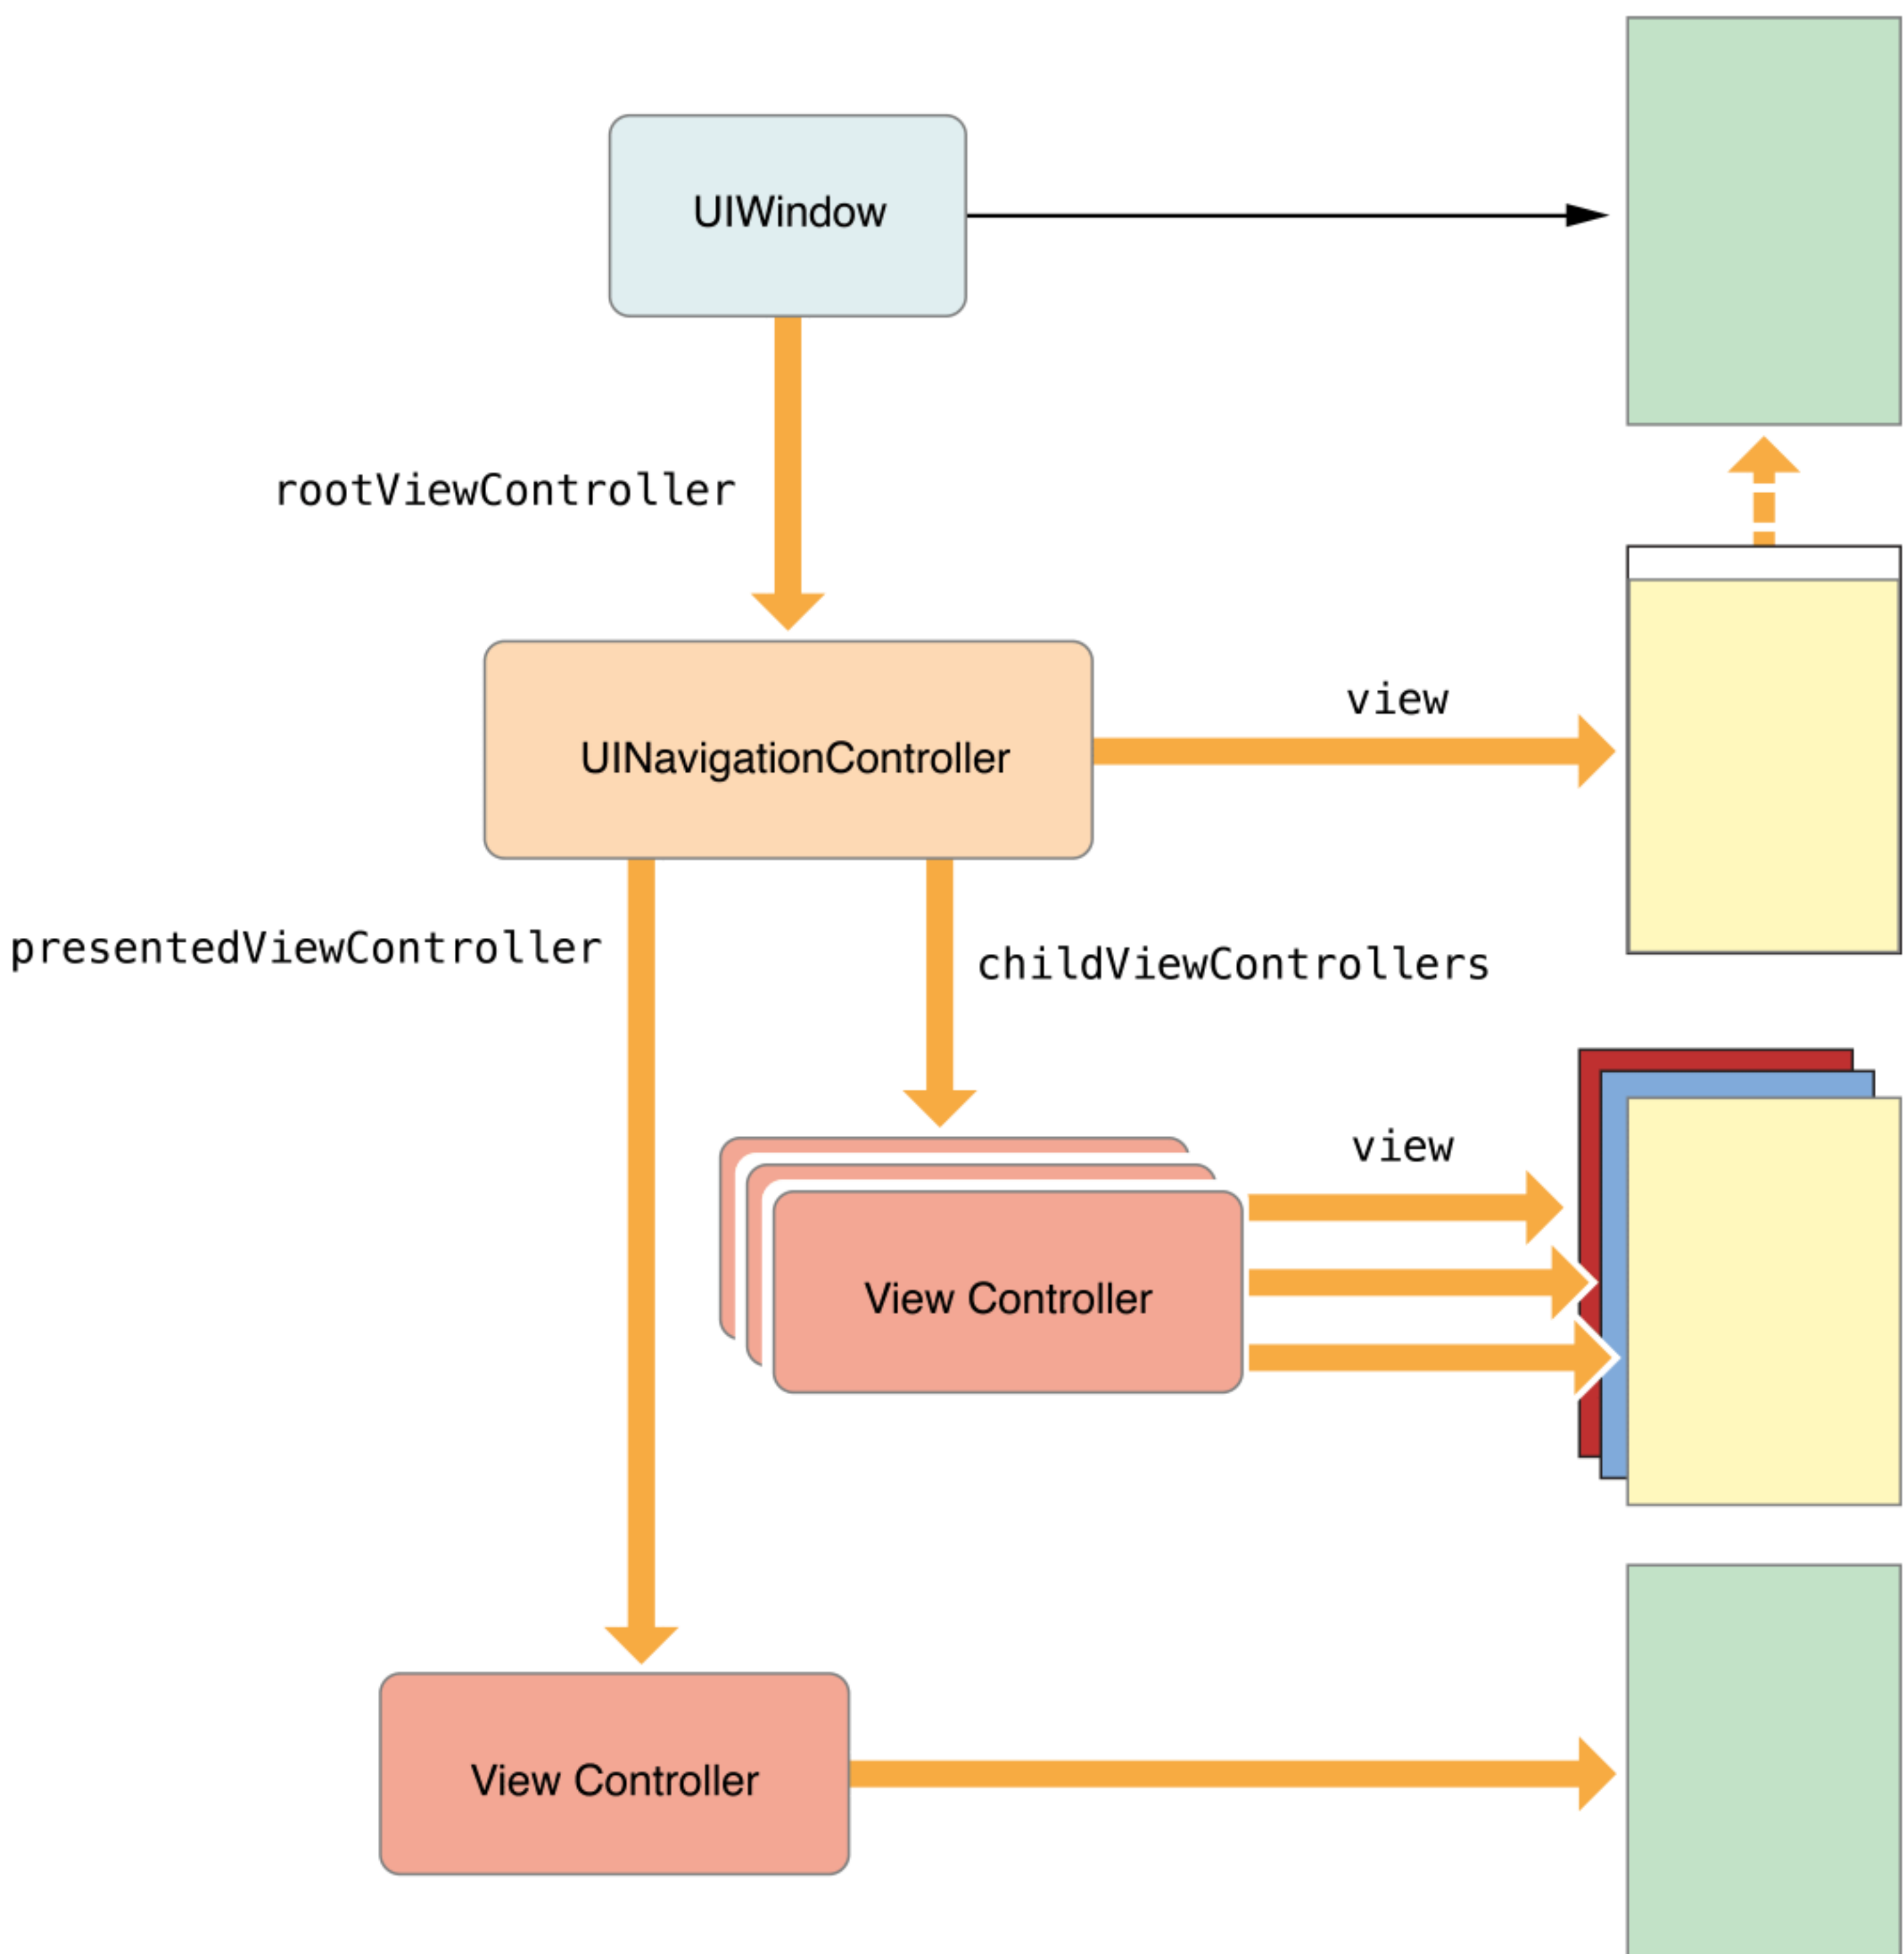 UIWindow
rootViewController
view
UINavigationController
presentedViewController
childViewControllers
view
View Controller
View Controller